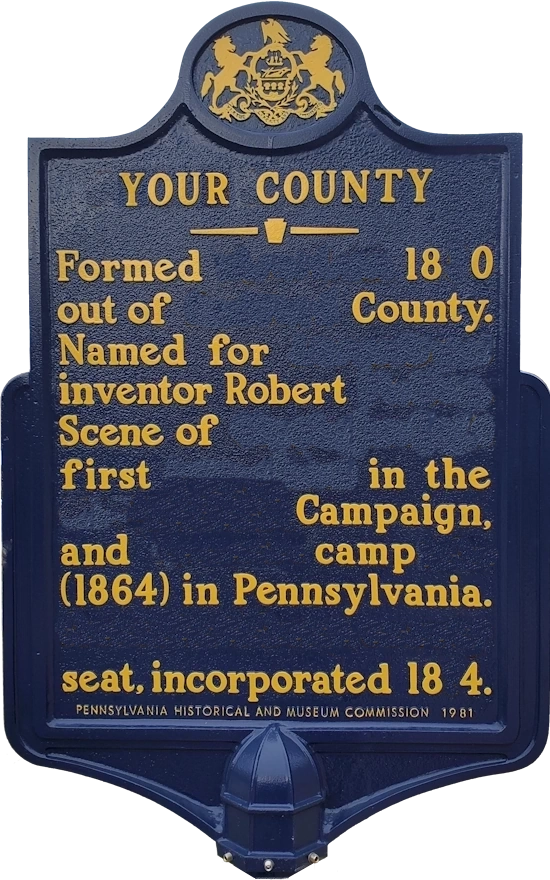 YOUR COUNTY
Formed 18 0
out of County.
Named for
inventor Robert
Scene of
first in the
Campaign,
and camp
(1864) in Pennsylvania.
seat, incorporated 18 4.
PENNSYLVANIA HISTORICAL AND MUSEUM COMMISSION 1981